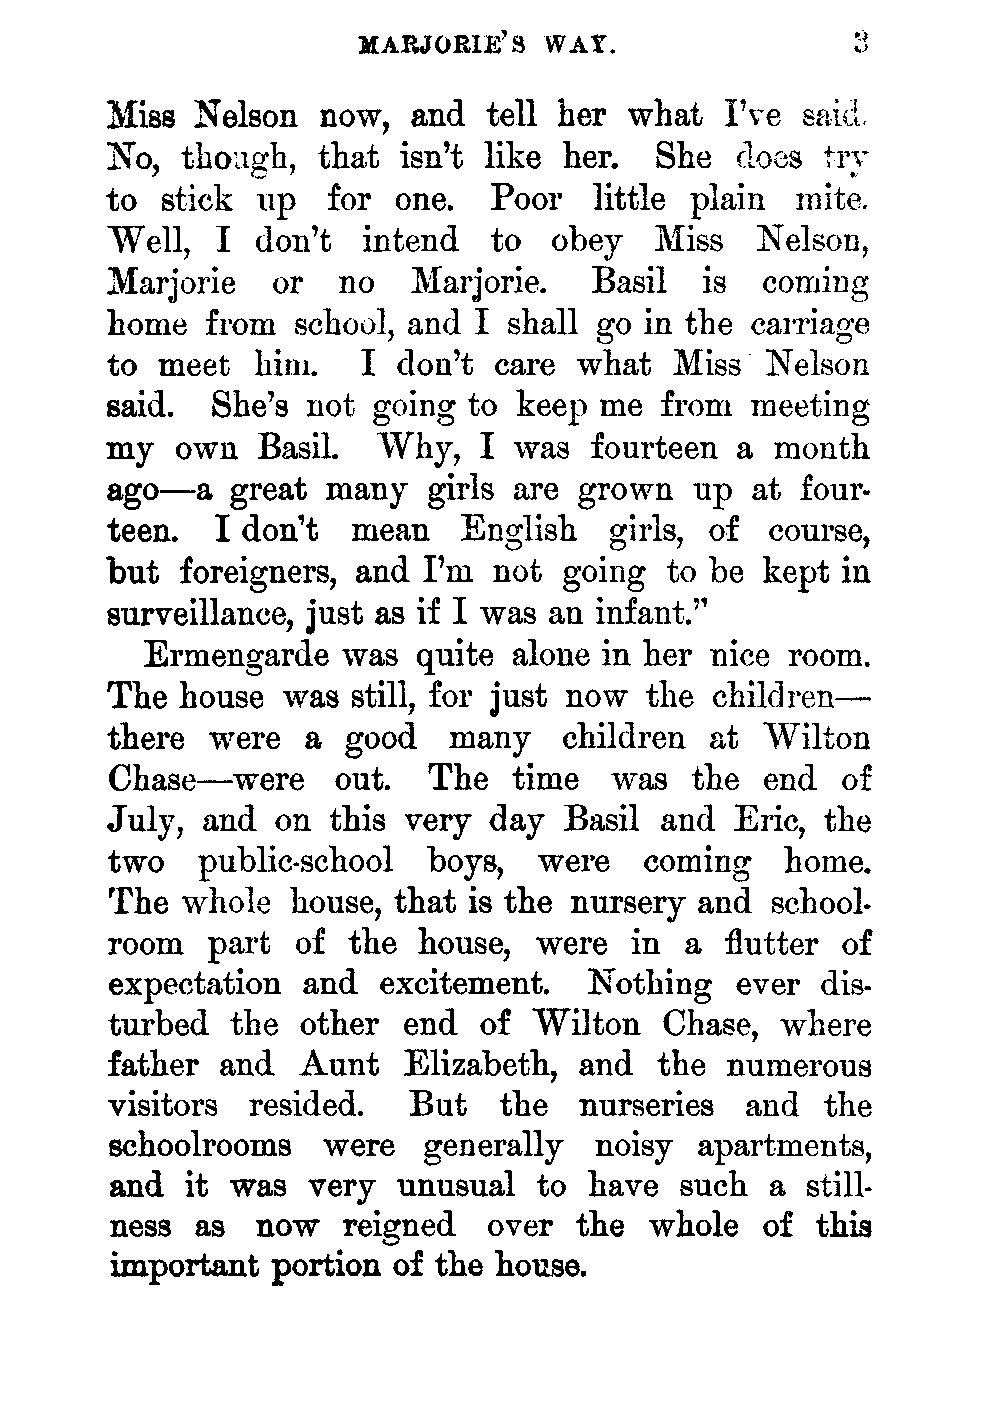 MARJORIE'S WAY. 3
Miss Nelson now, and tell her what I've said.
No, though, that isn't like her. She does try
to stick up for one. Poor little plain mite.
Well, I don't intend to obey Miss Nelson,
Marjorie or no Marjorie. Basil is coming
home from school, and I shall go in the carriage
to meet him. I don't care what Miss Nelson
said. She's not going to keep me from meeting
my own Basil. Why, I was fourteen a month
ago—a great many girls are grown up at four-
teen. I don't mean English girls, of course,
but foreigners, and I'm not going to be kept in
surveillance, just as if I was an infant."
Ermengarde was quite alone in her nice room.
The house was still, for just now the children—
there were a good many children at Wilton
Chase—were out. The time was the end of
July, and on this very day Basil and Eric, the
two public-school boys, were coming home.
The whole house, that is the nursery and school-
room part of the house, were in a flutter of
expectation and excitement. Nothing ever dis-
turbed the other end of Wilton Chase, where
father and Aunt Elizabeth, and the numerous
visitors resided. But the nurseries and the
schoolrooms were generally noisy apartments,
and it was very unusual to have such a still-
ness as now reigned over the whole of this
important portion of the house.